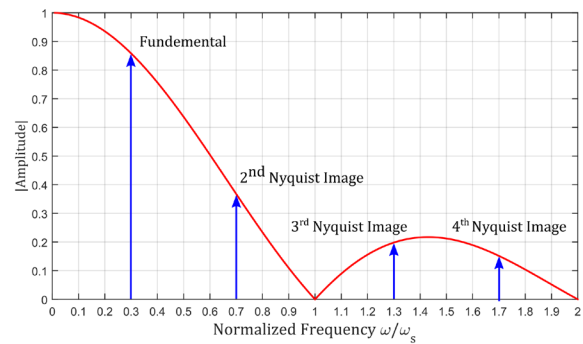 1
0.9
0.8
0.7
0.6
0.5
0.4
0.3
0.2
0.1
0
|Amplitude|
Fundemental
2nd Nyquist Image
3rd Nyquist Image
4th Nyquist Image
0 0.1 0.2 0.3 0.4 0.5 0.6 0.7 0.8 0.9 1 1.1 1.2 1.3 1.4 1.5 1.6 1.7 1.8 1.9 2
Normalized Frequency ω/ωs